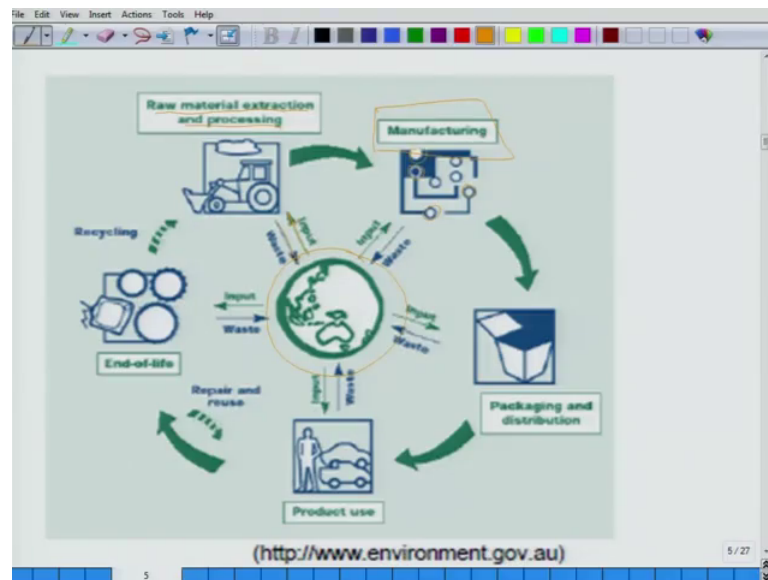 File Edit View Insert Actions Tools Help
B I
Raw material extraction
and processing
Manufacturing
Recycling
Input
Waste
Input
Waste
Input
Waste
Input
Waste
End-of-life
Repair and
reuse
Input
Waste
Packaging and
distribution
Product use
(http://www.environment.gov.au)
5 / 27
5